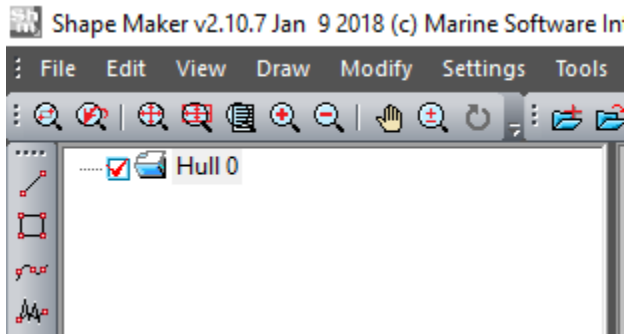 Shape Maker v2.10.7 Jan 9 2018 (c) Marine Software
File Edit View Draw Modify Settings Tools
Hull 0